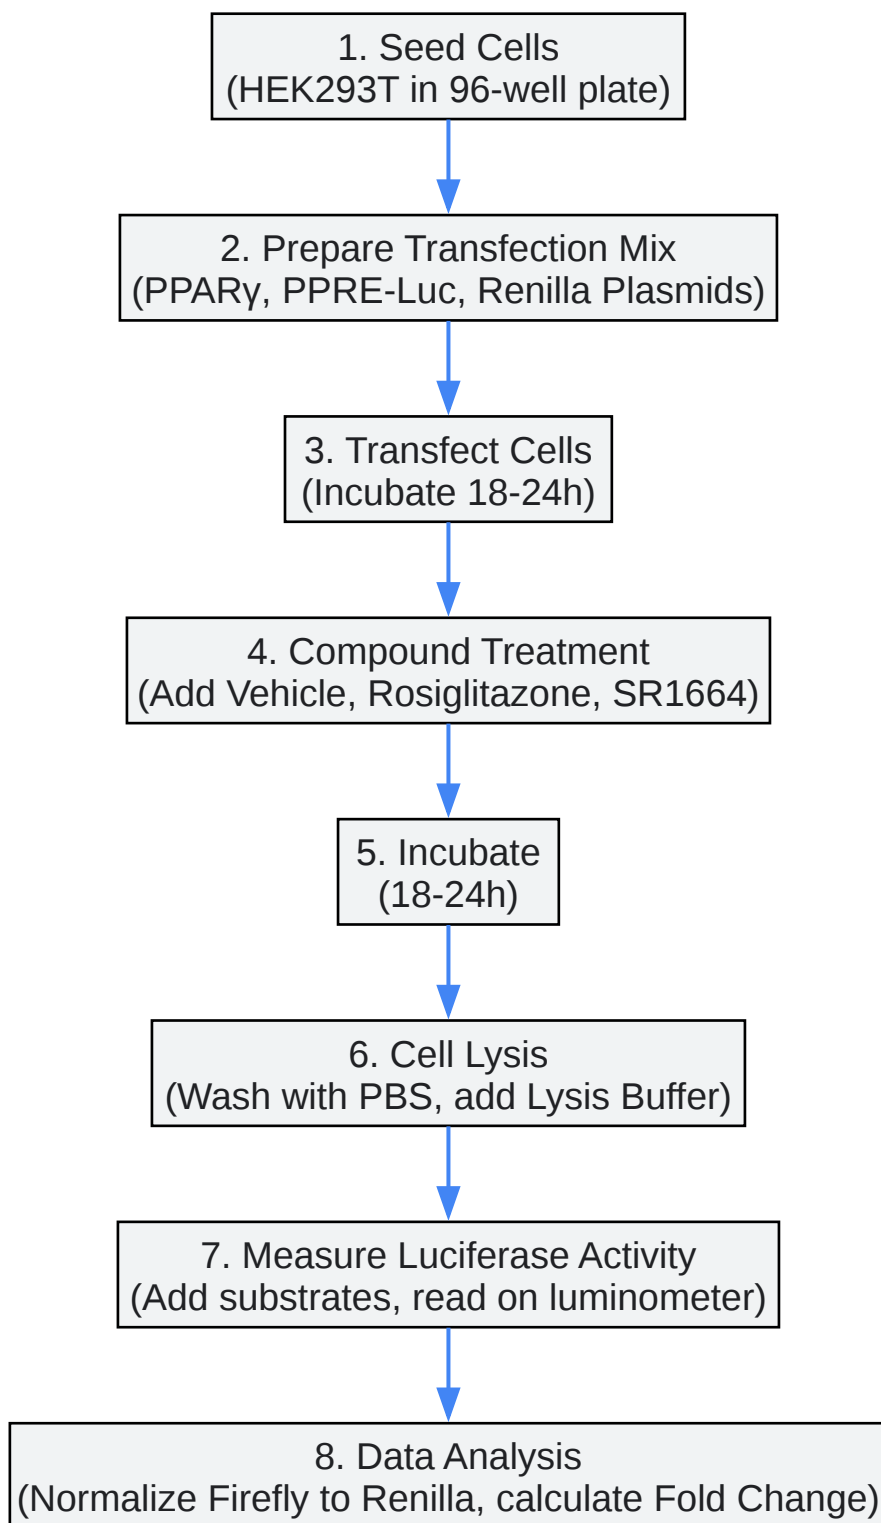 1. Seed Cells
(HEK293T in 96-well plate)
2. Prepare Transfection Mix
(PPARγ, PPRE-Luc, Renilla Plasmids)
3. Transfect Cells
(Incubate 18-24h)
4. Compound Treatment
(Add Vehicle, Rosiglitazone, SR1664)
5. Incubate
(18-24h)
6. Cell Lysis
(Wash with PBS, add Lysis Buffer)
7. Measure Luciferase Activity
(Add substrates, read on luminometer)
8. Data Analysis
(Normalize Firefly to Renilla, calculate Fold Change)